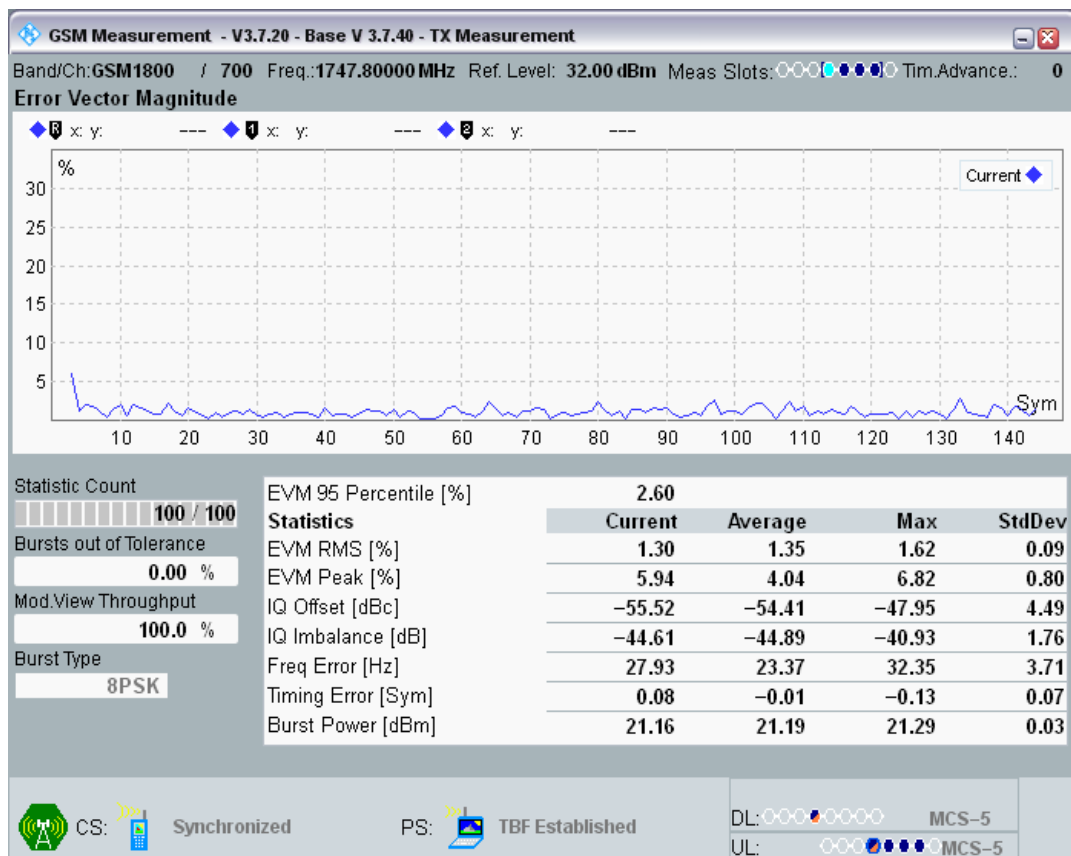 GSM Measurement - V3.7.20 - Base V 3.7.40 - TX Measurement
Band/Ch:GSM1800 / 700 Freq.:1747.80000 MHz Ref. Level: 32.00 dBm Meas Slots: Tim.Advance.: 0
Error Vector Magnitude
R x: y: --- 1 x: y: --- 2 x: y: ---
%
Current
30
25
20
15
10
5
Sym
10 20 30 40 50 60 70 80 90 100 110 120 130 140
Statistic Count
100 / 100
Bursts out of Tolerance
0.00 %
Mod.View Throughput
100.0 %
Burst Type
8PSK
EVM 95 Percentile [%] 2.60
Statistics Current Average Max StdDev
EVM RMS [%] 1.30 1.35 1.62 0.09
EVM Peak [%] 5.94 4.04 6.82 0.80
IQ Offset [dBc] −55.52 −54.41 −47.95 4.49
IQ Imbalance [dB] −44.61 −44.89 −40.93 1.76
Freq Error [Hz] 27.93 23.37 32.35 3.71
Timing Error [Sym] 0.08 −0.01 −0.13 0.07
Burst Power [dBm] 21.16 21.19 21.29 0.03
CS: Synchronized PS: TBF Established
DL: MCS−5
UL: MCS−5